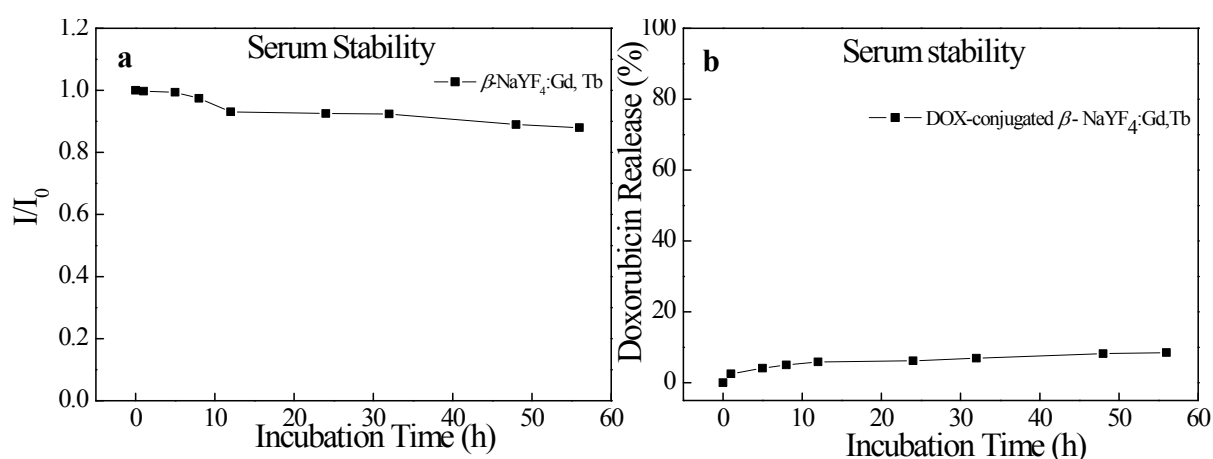 a
Serum Stability
β-NaYF4:Gd, Tb
I/I0
1.2
1.0
0.8
0.6
0.4
0.2
0.0
0 10 20 30 40 50 60
Incubation Time (h)
b
Serum stability
DOX-conjugated β- NaYF4:Gd,Tb
Doxorubicin Realease (%)
100
80
60
40
20
0
0 10 20 30 40 50 60
Incubation Time (h)